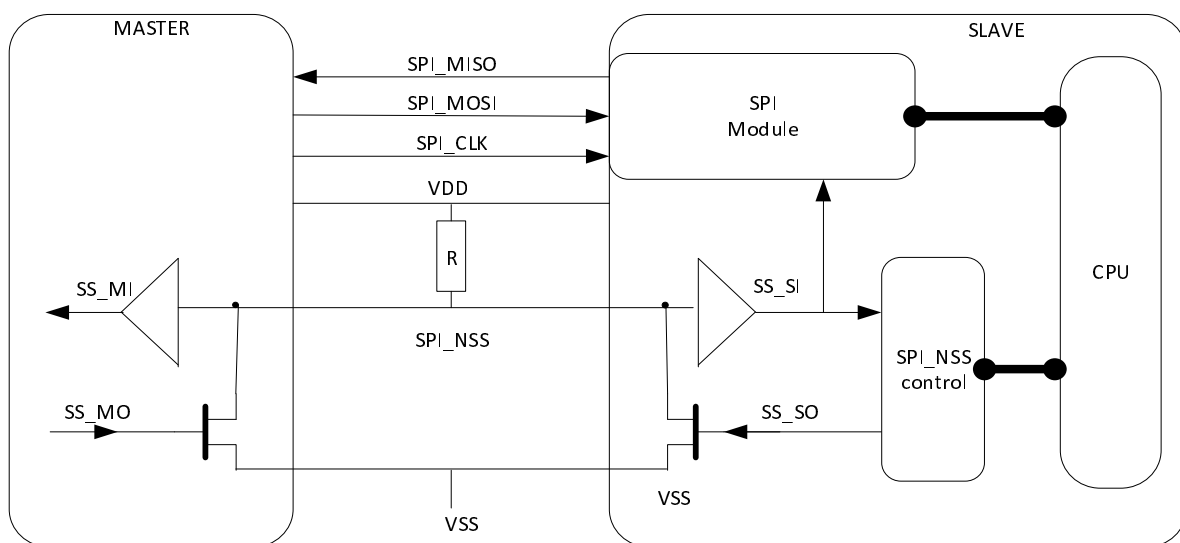 MASTER
SLAVE
SPI_MISO
SPI_MOSI
SPI_CLK
VDD
SPI
Module
R
SS_MI
SPI_NSS
SS_SI
CPU
SPI_NSS
control
SS_MO
SS_SO
VSS
VSS